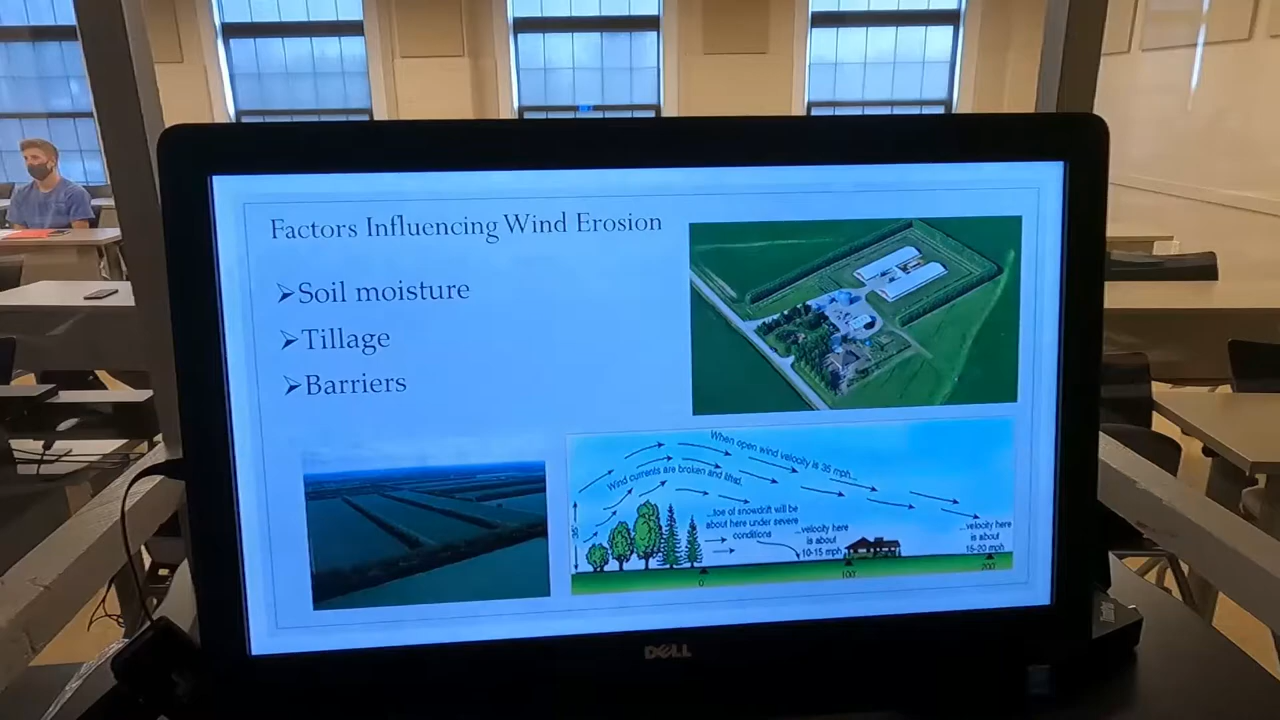 Factors Influencing Wind Erosion
➢Soil moisture
➢Tillage
➢Barriers
When open wind velocity is 35 mph...
Wind currents are broken and lifted.
...toe of snowdrift will be
about here under severe
conditions
...velocity here
is about
10-15 mph
...velocity here
is about
15-20 mph
0'
100'
200'
DELL